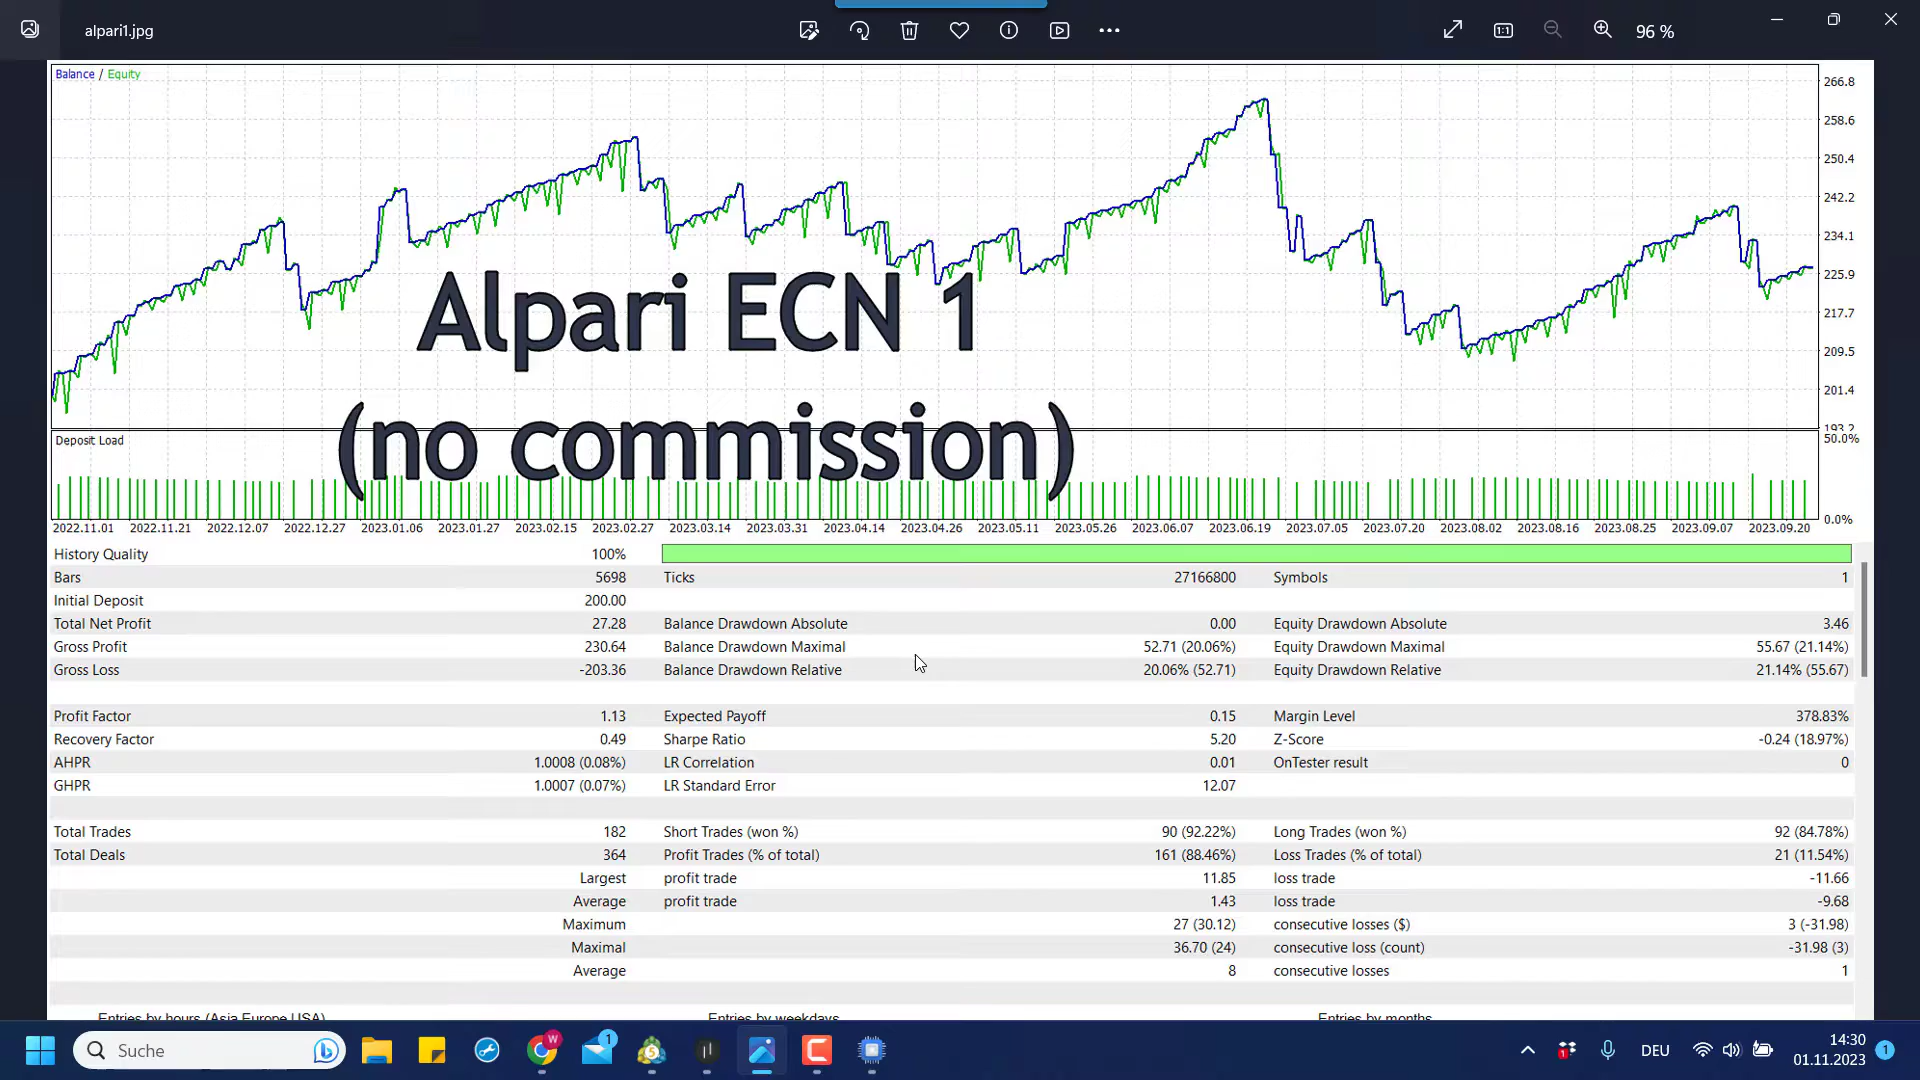 alpari1.jpg
96 %
Balance / Equity
266.8
258.6
250.4
242.2
234.1
225.9
217.7
209.5
201.4
193.2
Alpari ECN 1
(no commission)
Deposit Load
50.0%
0.0%
2022.11.01 2022.11.21 2022.12.07 2022.12.27 2023.01.06 2023.01.27 2023.02.15 2023.02.27 2023.03.14 2023.03.31 2023.04.14 2023.04.26 2023.05.11 2023.05.26 2023.06.07 2023.06.19 2023.07.05 2023.07.20 2023.08.02 2023.08.16 2023.08.25 2023.09.07 2023.09.20
History Quality 100%
Bars 5698 Ticks 27166800 Symbols 1
Initial Deposit 200.00
Total Net Profit 27.28 Balance Drawdown Absolute 0.00 Equity Drawdown Absolute 3.46
Gross Profit 230.64 Balance Drawdown Maximal 52.71 (20.06%) Equity Drawdown Maximal 55.67 (21.14%)
Gross Loss -203.36 Balance Drawdown Relative 20.06% (52.71) Equity Drawdown Relative 21.14% (55.67)
Profit Factor 1.13 Expected Payoff 0.15 Margin Level 378.83%
Recovery Factor 0.49 Sharpe Ratio 5.20 Z-Score -0.24 (18.97%)
AHPR 1.0008 (0.08%) LR Correlation 0.01 OnTester result 0
GHPR 1.0007 (0.07%) LR Standard Error 12.07
Total Trades 182 Short Trades (won %) 90 (92.22%) Long Trades (won %) 92 (84.78%)
Total Deals 364 Profit Trades (% of total) 161 (88.46%) Loss Trades (% of total) 21 (11.54%)
Largest profit trade 11.85 loss trade -11.66
Average profit trade 1.43 loss trade -9.68
Maximum 27 (30.12) consecutive losses ($) 3 (-31.98)
Maximal 36.70 (24) consecutive loss (count) -31.98 (3)
Average 8 consecutive losses 1
Entries by hours (Asia Europe USA) Entries by weekdays Entries by months
Suche
DEU
14:30
01.11.2023